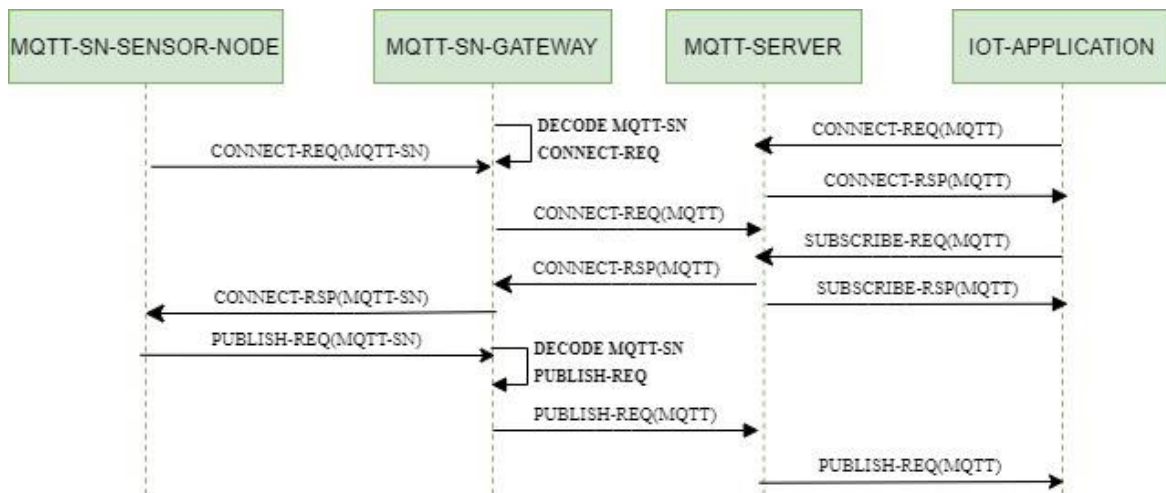 MQTT-SN-SENSOR-NODE
MQTT-SN-GATEWAY
MQTT-SERVER
IOT-APPLICATION
DECODE MQTT-SN
CONNECT-REQ
CONNECT-REQ(MQTT)
CONNECT-REQ(MQTT-SN)
CONNECT-RSP(MQTT)
CONNECT-REQ(MQTT)
SUBSCRIBE-REQ(MQTT)
CONNECT-RSP(MQTT)
CONNECT-RSP(MQTT-SN)
SUBSCRIBE-RSP(MQTT)
PUBLISH-REQ(MQTT-SN)
DECODE MQTT-SN
PUBLISH-REQ
PUBLISH-REQ(MQTT)
PUBLISH-REQ(MQTT)